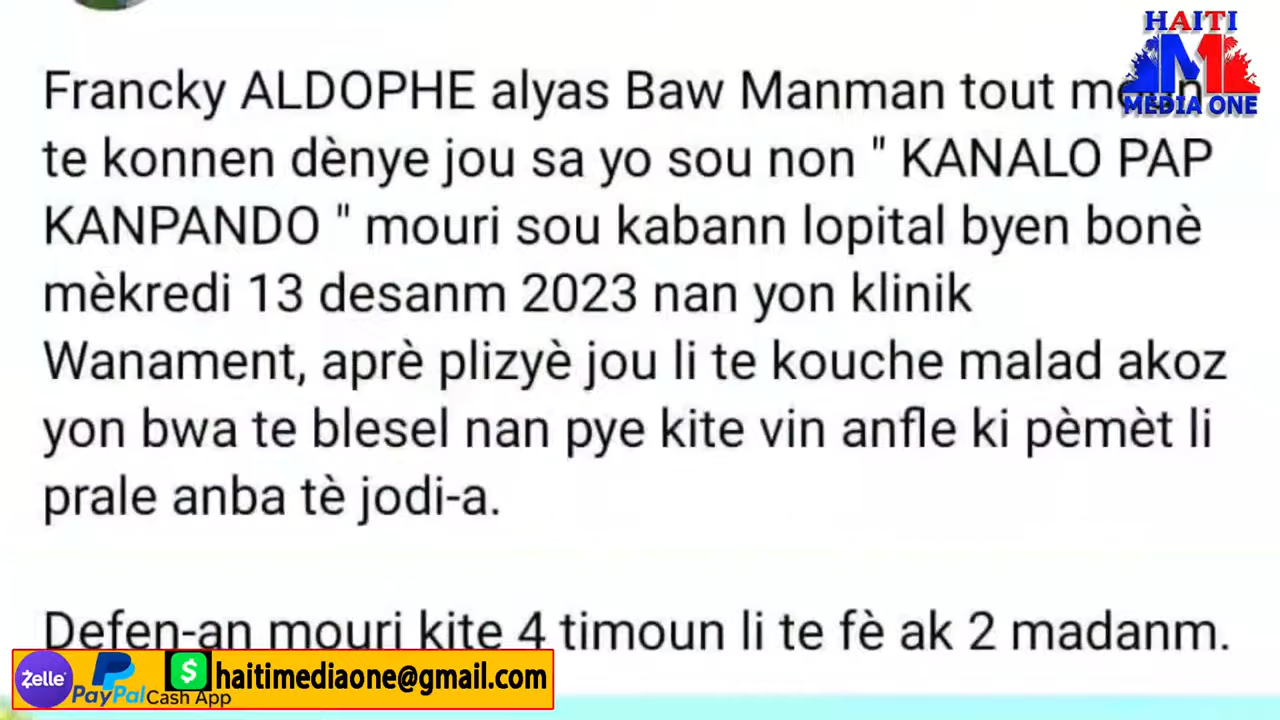 HAITI
M
MEDIA ONE
Francky ALDOPHE alyas Baw Manman tout
te konnen dènye jou sa yo sou non " KANALO PAP
KANPANDO " mouri sou kabann lopital byen bonè
mèkredi 13 desanm 2023 nan yon klinik
Wanament, aprè plizyè jou li te kouche malad akoz
yon bwa te blesel nan pye kite vin anfle ki pèmèt li
prale anba tè jodi-a.
Defen-an mouri kite 4 timoun li te fè ak 2 madanm.
Zelle
PayPal
$
Cash App
haitimediaone@gmail.com